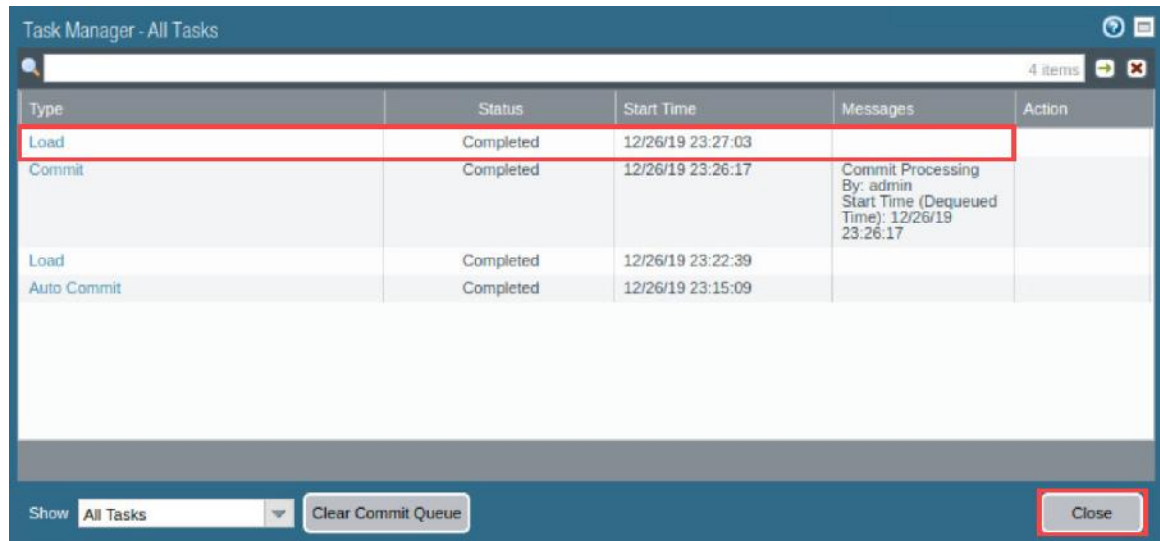 Task Manager - All Tasks
4 items
Type Status Start Time Messages Action
Load Completed 12/26/19 23:27:03
Commit Completed 12/26/19 23:26:17 Commit Processing
By: admin
Start Time (Dequeued
Time): 12/26/19
23:26:17
Load Completed 12/26/19 23:22:39
Auto Commit Completed 12/26/19 23:15:09
Show All Tasks Clear Commit Queue Close